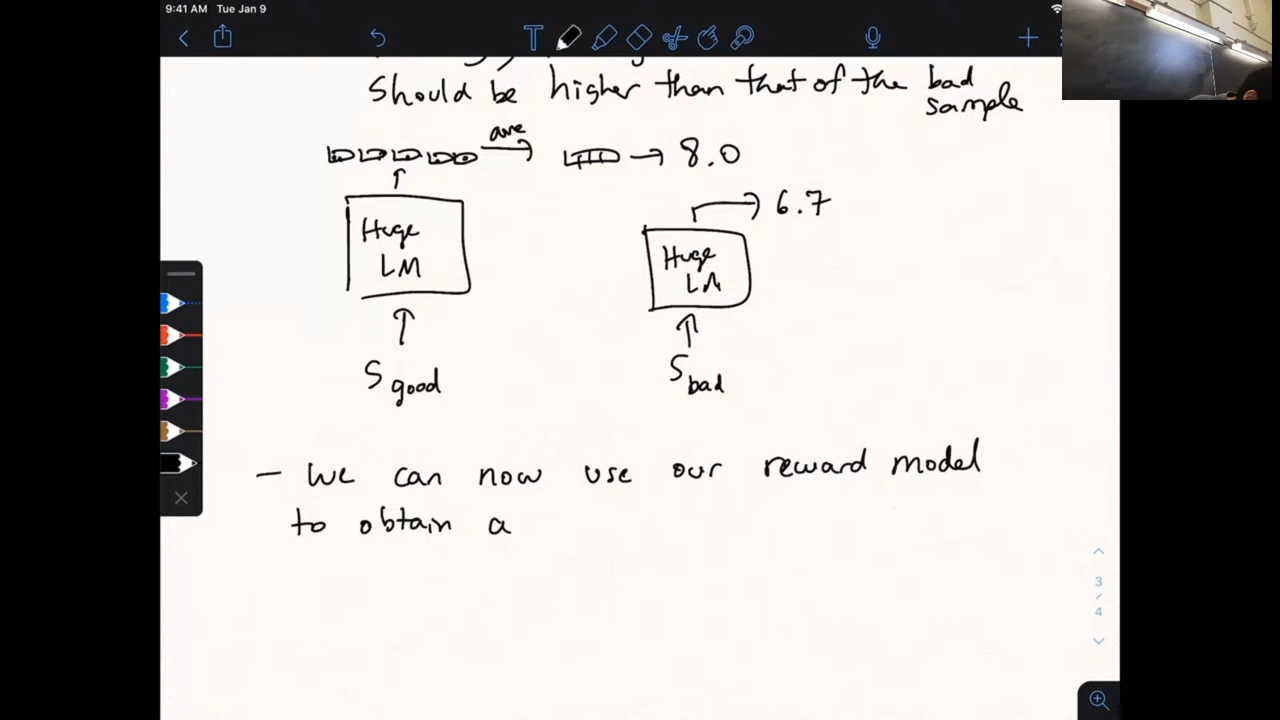 9:41 AM Tue Jan 9
should be higher than that of the bad
sample
ave
8.0
6.7
Huge
LM
Huge
LM
S good
S bad
- We can now use our reward model
to obtain a
3
/
4